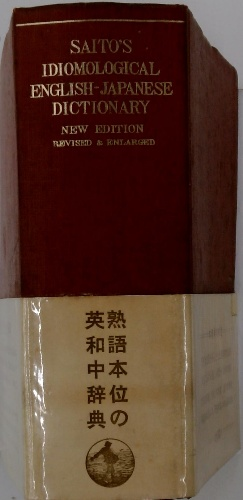 SAITO'S
IDIOMOLOGICAL
ENGLISH-JAPANESE
DICTIONARY
NEW EDITION
REVISED & ENLARGED
熟語本位の
英和中辞典